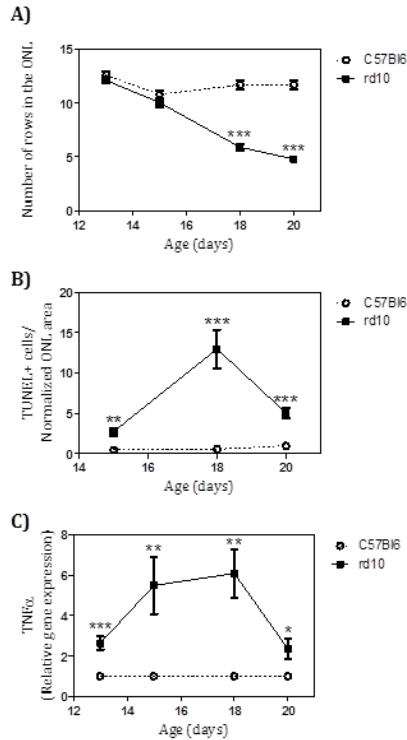 A)
Number of rows in the ONL
15
10
5
0
12 14 16 18 20
Age (days)
*** ***
C57Bl6
rd10
B)
TUNEL+ cells/
Normalized ONL area
20
15
10
5
0
14 16 18 20
Age (days)
** *** ***
C57Bl6
rd10
C)
TNFα
(Relative gene expression)
8
6
4
2
0
12 14 16 18 20
Age (days)
*** ** ** *
C57Bl6
rd10